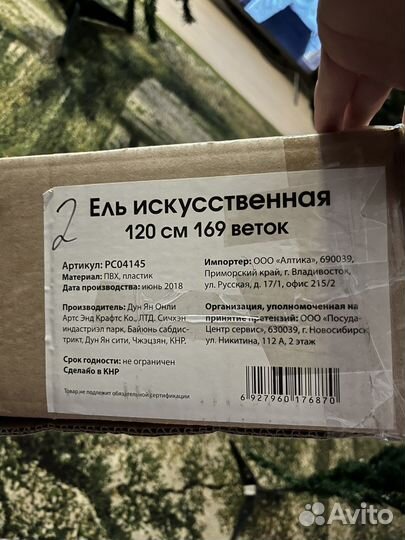 2
Ель искусственная
120 см 169 веток
Артикул: РС04145
Материал: ПВХ, пластик
Дата производства: июнь 2018
Производитель: Дун Ян Онли
Артс Энд Крафтс Ко., ЛТД. Сичхэн
индастриэл парк, Байюнь сабдис-
трикт, Дун Ян сити, Чжэцзян, КНР.
Срок годности: не ограничен
Сделайо в КНР
Товар не подлежит обязательной сертификации
Импортер: ООО «Алтика», 690039,
Приморский край, г. Владивосток,
ул. Русская, д. 17/1, офис 215/2
Организация, уполномоченная на
принятие претензий: ООО «Посуда-
Центр сервис», 630039, г. Новосибирск
ул. Никитина, 112 А, 2 этаж
6 927960 176870
Avito